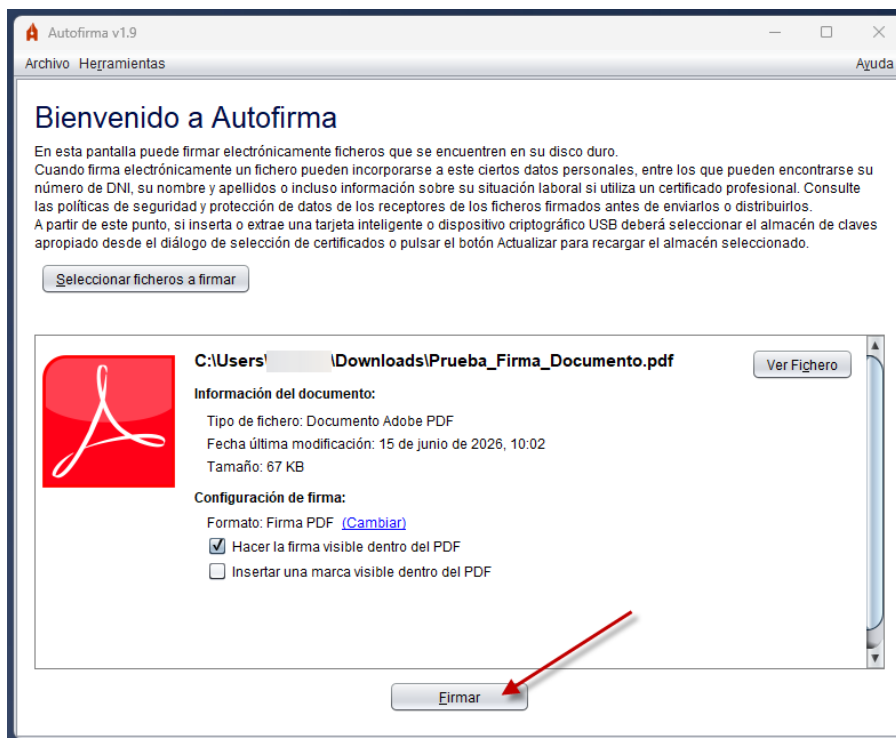 Autofirma v1.9
Archivo Herramientas Ayuda
Bienvenido a Autofirma
En esta pantalla puede firmar electrónicamente ficheros que se encuentren en su disco duro.
Cuando firma electrónicamente un fichero pueden incorporarse a este ciertos datos personales, entre los que pueden encontrarse su
número de DNI, su nombre y apellidos o incluso información sobre su situación laboral si utiliza un certificado profesional. Consulte
las políticas de seguridad y protección de datos de los receptores de los ficheros firmados antes de enviarlos o distribuirlos.
A partir de este punto, si inserta o extrae una tarjeta inteligente o dispositivo criptográfico USB deberá seleccionar el almacén de claves
apropiado desde el diálogo de selección de certificados o pulsar el botón Actualizar para recargar el almacén seleccionado.
Seleccionar ficheros a firmar
C:\Users\ \Downloads\Prueba_Firma_Documento.pdf
Ver Fichero
Información del documento:
Tipo de fichero: Documento Adobe PDF
Fecha última modificación: 15 de junio de 2026, 10:02
Tamaño: 67 KB
Configuración de firma:
Formato: Firma PDF (Cambiar)
Hacer la firma visible dentro del PDF
Insertar una marca visible dentro del PDF
Firmar